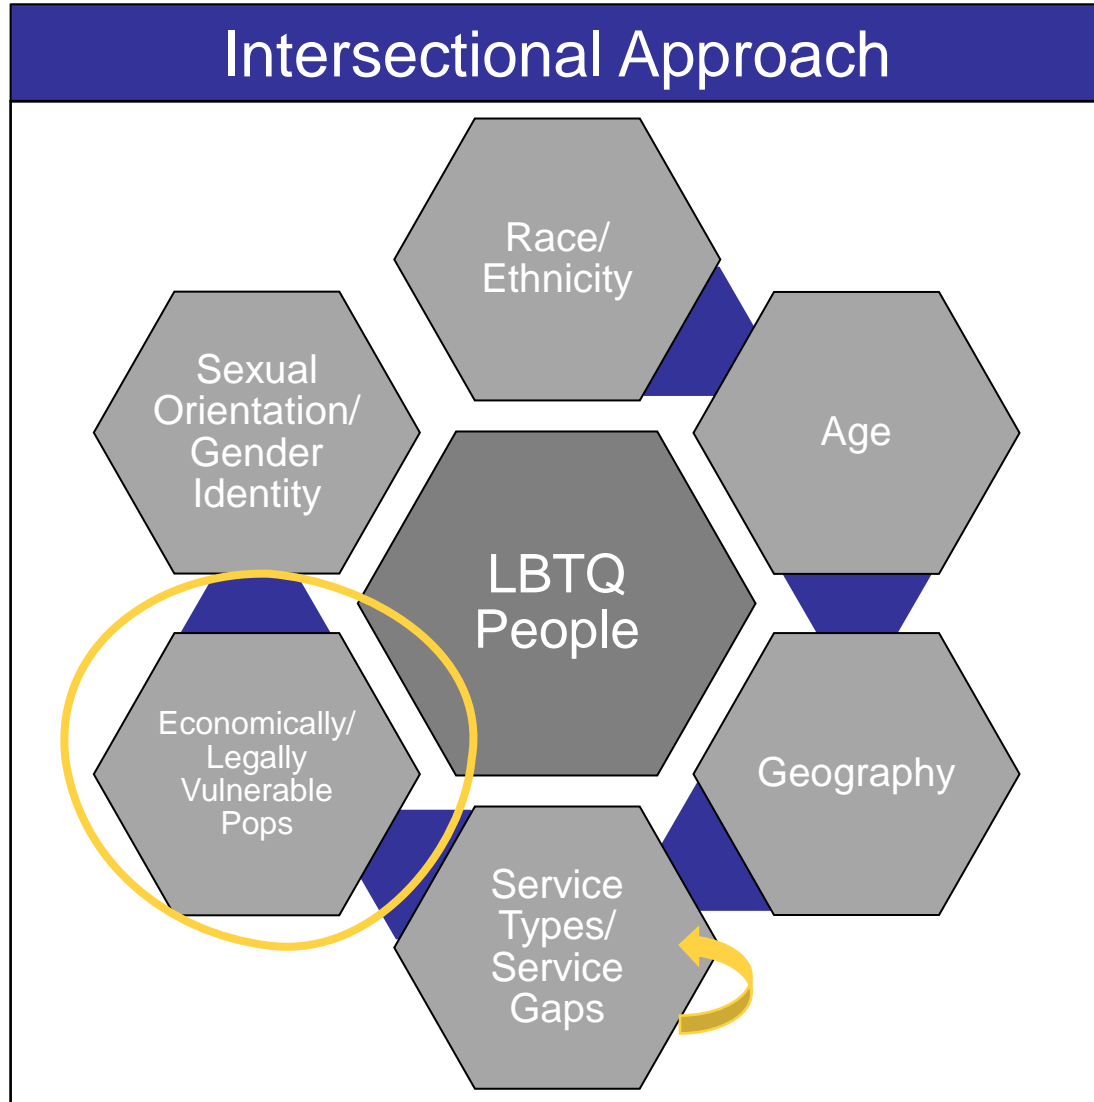 Intersectional Approach
Race/
Ethnicity
Age
Geography
Service
Types/
Service
Gaps
Economically/
Legally
Vulnerable
Pops
Sexual
Orientation/
Gender
Identity
LBTQ
People